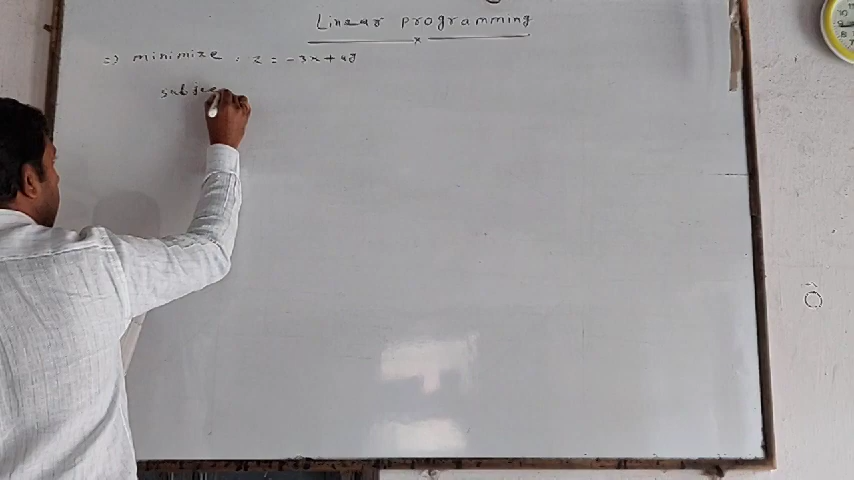 Linear programming
x
=> minimize : z = -3x + 4y
subjec